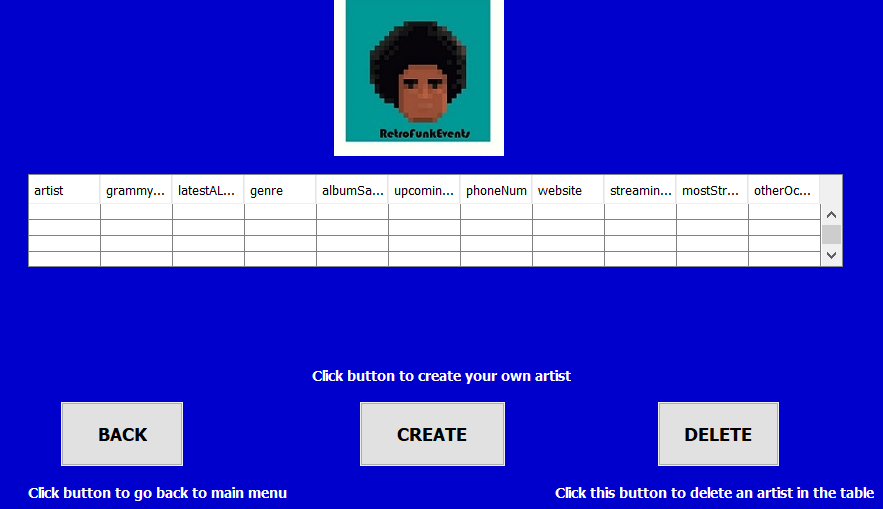 RetroFunkEvents
artist grammy... latestAL... genre albumSa... upcomin... phoneNum website streamin... mostStr... otherOc...
Click button to create your own artist
BACK CREATE DELETE
Click button to go back to main menu Click this button to delete an artist in the table